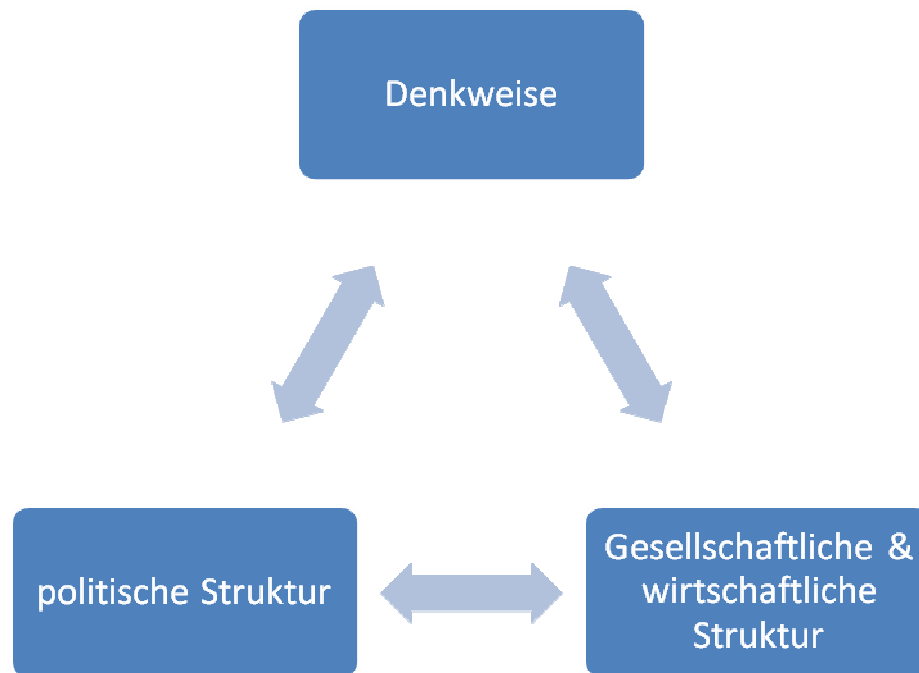 Denkweise
politische Struktur
Gesellschaftliche &
wirtschaftliche
Struktur